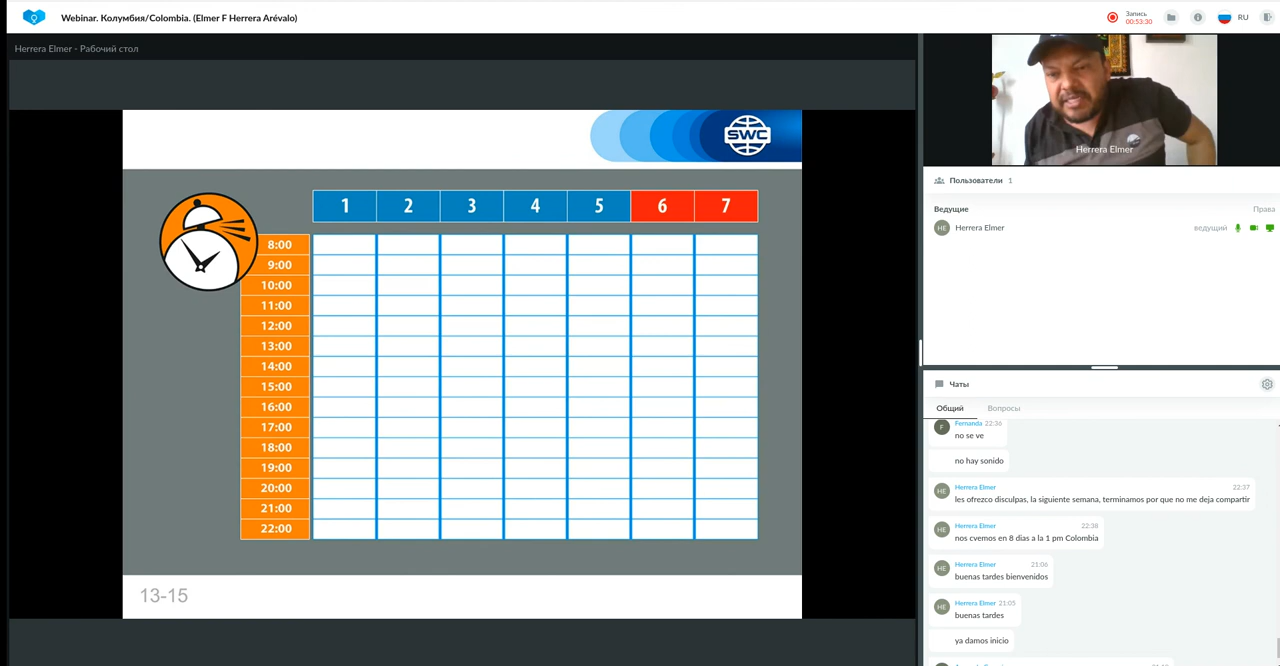 Webinar. Колумбия/Colombia. (Elmer F Herrera Arévalo)
Запись
00:53:30
RU
Herrera Elmer - Рабочий стол
SWC
1 2 3 4 5 6 7
8:00
9:00
10:00
11:00
12:00
13:00
14:00
15:00
16:00
17:00
18:00
19:00
20:00
21:00
22:00
13-15
Herrera Elmer
Пользователи 1
Ведущие Права
HE Herrera Elmer ведущий
Чаты
Общий Вопросы
F Fernanda 22:36
no se ve
no hay sonido
HE Herrera Elmer 22:37
les ofrezco disculpas, la siguiente semana, terminamos por que no me deja compartir
HE Herrera Elmer 22:38
nos cvemos en 8 dias a la 1 pm Colombia
HE Herrera Elmer 21:06
buenas tardes bienvenidos
HE Herrera Elmer 21:05
buenas tardes
ya damos inicio